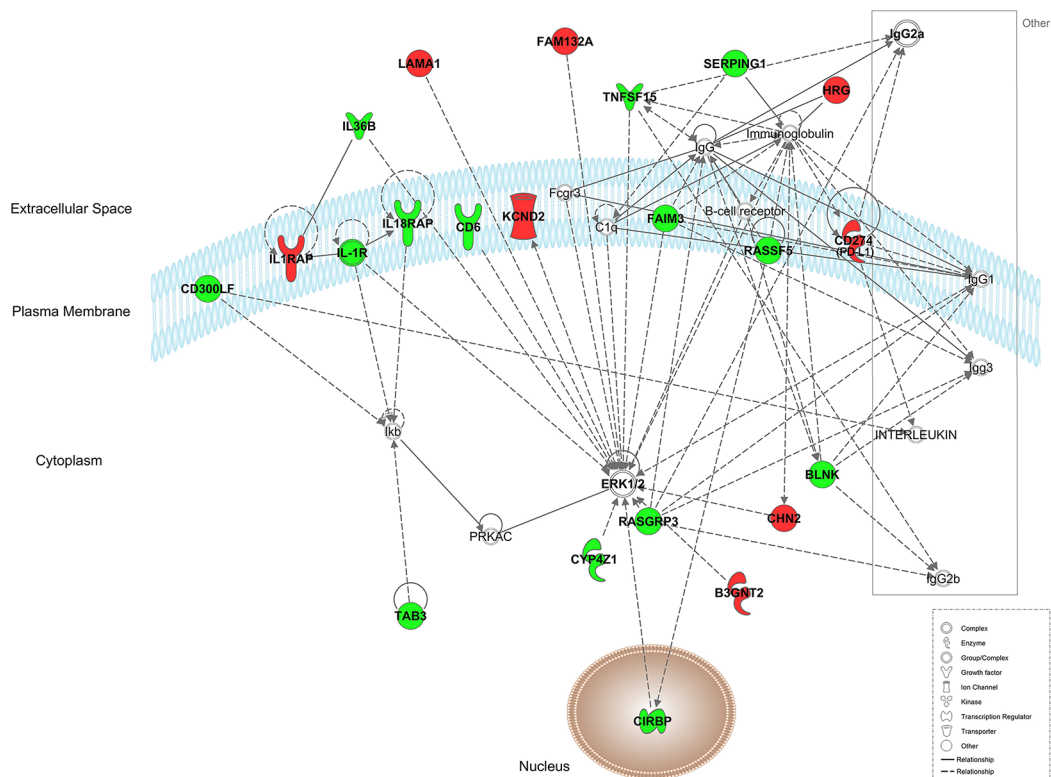 Other
IgG2a
FAM132A
LAMA1
SERPING1
HRG
TNFSF15
IL36B
Immunoglobulin
IgG
Fcgr3
Extracellular Space
B-cell receptor
KCND2
FAIM3
IL18RAP
CD6
C1q
CD274
(PD-L1)
RASSF5
IL-1R
IL1RAP
IgG1
CD300LF
Plasma Membrane
Igg3
Ikb
INTERLEUKIN
Cytoplasm
BLNK
ERK1/2
CHN2
RASGRP3
PRKAC
CYP4Z1
IgG2b
B3GNT2
TAB3
Complex
Enzyme
Group/Complex
Growth factor
Ion Channel
Kinase
Transcription Regulator
Transporter
Other
Relationship
Relationship
CIRBP
Nucleus